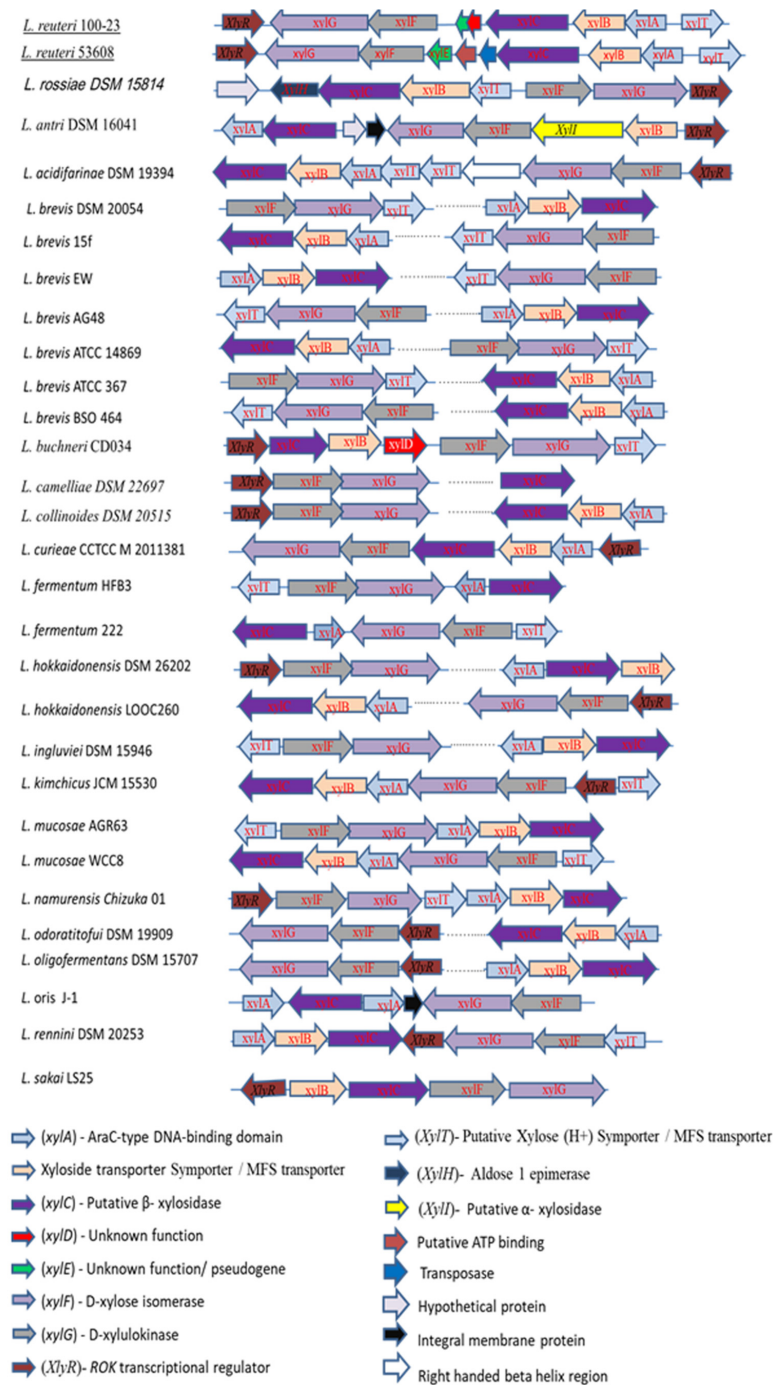 L. reuteri 100-23 XlyR xylG xylF xylC xylB xylA xylT
L. reuteri 53608 XlyR xylG xylF xylE xylC xylB xylA xylT
L. rossiae DSM 15814 XylH xylC xylB xylT xylF xylG XlyR
L. antri DSM 16041 xylA xylC xylG xylF XylI xylB XlyR
L. acidifarinae DSM 19394 xylC xylB xylA xylT xylT xylG xylF XlyR
L. brevis DSM 20054 xylF xylG xylT xylA xylB xylC
L. brevis 15f xylC xylB xylA xylT xylG xylF
L. brevis EW xylA xylB xylC xylT xylG xylF
L. brevis AG48 xylT xylG xylF xylA xylB xylC
L. brevis ATCC 14869 xylC xylB xylA xylF xylG xylT
L. brevis ATCC 367 xylF xylG xylT xylC xylB xylA
L. brevis BSO 464 xylT xylG xylF xylC xylB xylA
L. buchneri CD034 XlyR xylC xylB xylD xylF xylG xylT
L. camelliae DSM 22697 XlyR xylF xylG xylC
L. collinoides DSM 20515 XlyR xylF xylG xylC xylB xylA
L. curieae CCTCC M 2011381 xylG xylF xylC xylB xylA XlyR
L. fermentum HFB3 xylT xylF xylG xylA xylC
L. fermentum 222 xylC xylA xylG xylF xylT
L. hokkaidonensis DSM 26202 XlyR xylF xylG xylA xylC xylB
L. hokkaidonensis LOOC260 xylC xylB xylA xylG xylF XlyR
L. ingluviei DSM 15946 xylT xylF xylG xylA xylB xylC
L. kimchicus JCM 15530 xylC xylB xylA xylG xylF XlyR xylT
L. mucosae AGR63 xylT xylF xylG xylA xylB xylC
L. mucosae WCC8 xylC xylB xylA xylG xylF xylT
L. namurensis Chizuka 01 XlyR xylF xylG xylT xylA xylB xylC
L. odoratitofui DSM 19909 xylG xylF XlyR xylC xylB xylA
L. oligofermentans DSM 15707 xylG xylF XlyR xylA xylB xylC
L. oris J-1 xylA xylC xylA xylG xylF
L. rennini DSM 20253 xylA xylB xylC XlyR xylG xylF xylT
L. sakai LS25 XlyR xylB xylC xylF xylG
(xylA) - AraC-type DNA-binding domain
Xyloside transporter Symporter / MFS transporter
(xylC) - Putative β- xylosidase
(xylD) - Unknown function
(xylE) - Unknown function/ pseudogene
(xylF) - D-xylose isomerase
(xylG) - D-xylulokinase
(XlyR)- ROK transcriptional regulator
(XylT)- Putative Xylose (H+) Symporter / MFS transporter
(XylH)- Aldose 1 epimerase
(XylI)- Putative α- xylosidase
Putative ATP binding
Transposase
Hypothetical protein
Integral membrane protein
Right handed beta helix region